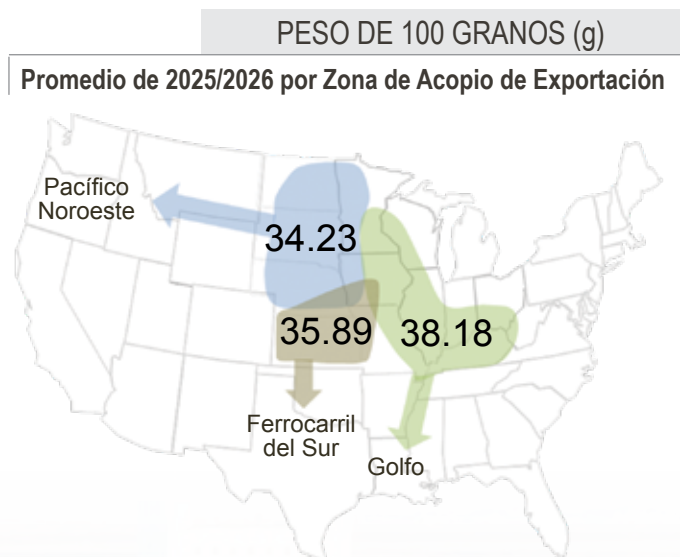 PESO DE 100 GRANOS (g)
Promedio de 2025/2026 por Zona de Acopio de Exportación
Pacífico
Noroeste
34.23
35.89
38.18
Ferrocarril
del Sur
Golfo